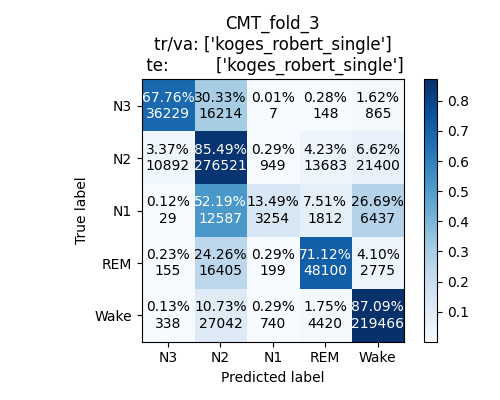 CMT_fold_3
tr/va: ['koges_robert_single']
te: ['koges_robert_single']
N3 67.76% 30.33% 0.01% 0.28% 1.62%
36229 16214 7 148 865
N2 3.37% 85.49% 0.29% 4.23% 6.62%
10892 276521 949 13683 21400
N1 0.12% 52.19% 13.49% 7.51% 26.69%
29 12587 3254 1812 6437
REM 0.23% 24.26% 0.29% 71.12% 4.10%
155 16405 199 48100 2775
Wake 0.13% 10.73% 0.29% 1.75% 87.09%
338 27042 740 4420 219466
N3 N2 N1 REM Wake
Predicted label
True label
0.8
0.7
0.6
0.5
0.4
0.3
0.2
0.1